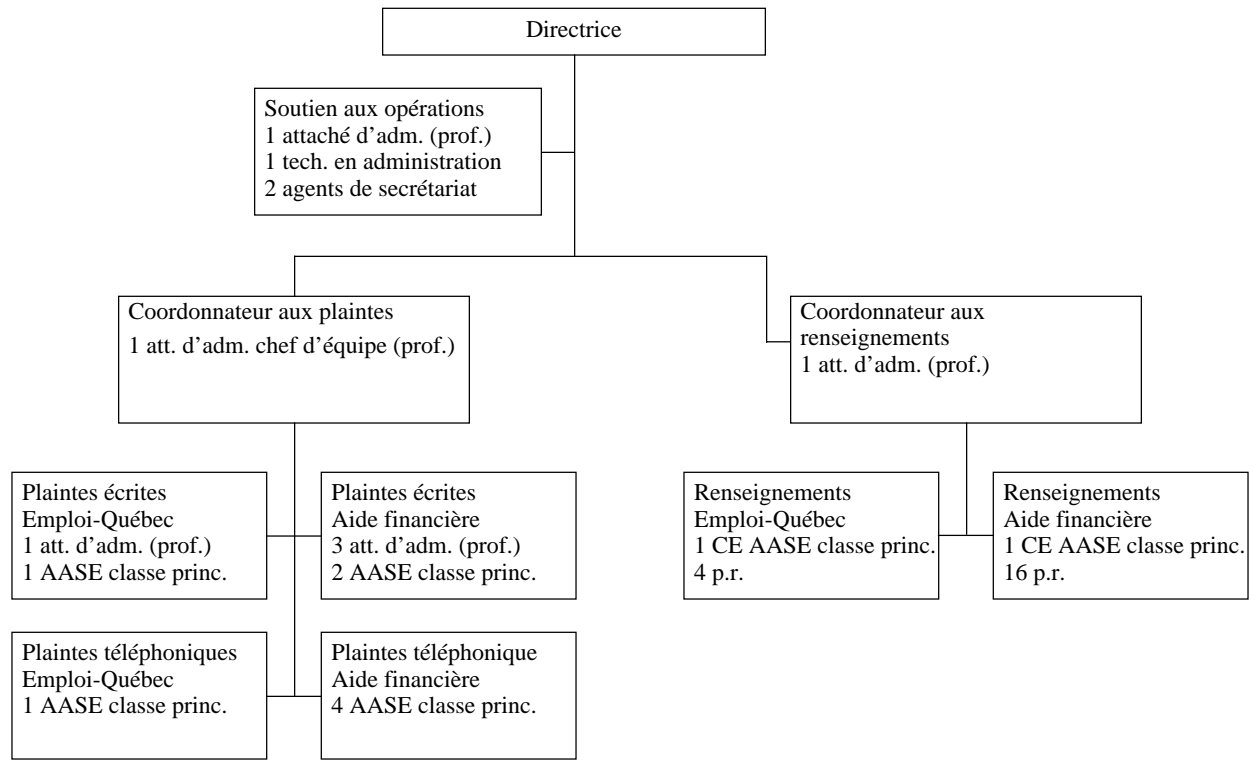 Directrice
Soutien aux opérations
1 attaché d’adm. (prof.)
1 tech. en administration
2 agents de secrétariat
Coordonnateur aux plaintes
1 att. d’adm. chef d’équipe (prof.)
Coordonnateur aux
renseignements
1 att. d’adm. (prof.)
Plaintes écrites
Emploi-Québec
1 att. d’adm. (prof.)
1 AASE classe princ.
Plaintes écrites
Aide financière
3 att. d’adm. (prof.)
2 AASE classe princ.
Renseignements
Emploi-Québec
1 CE AASE classe princ.
4 p.r.
Renseignements
Aide financière
1 CE AASE classe princ.
16 p.r.
Plaintes téléphoniques
Emploi-Québec
1 AASE classe princ.
Plaintes téléphonique
Aide financière
4 AASE classe princ.